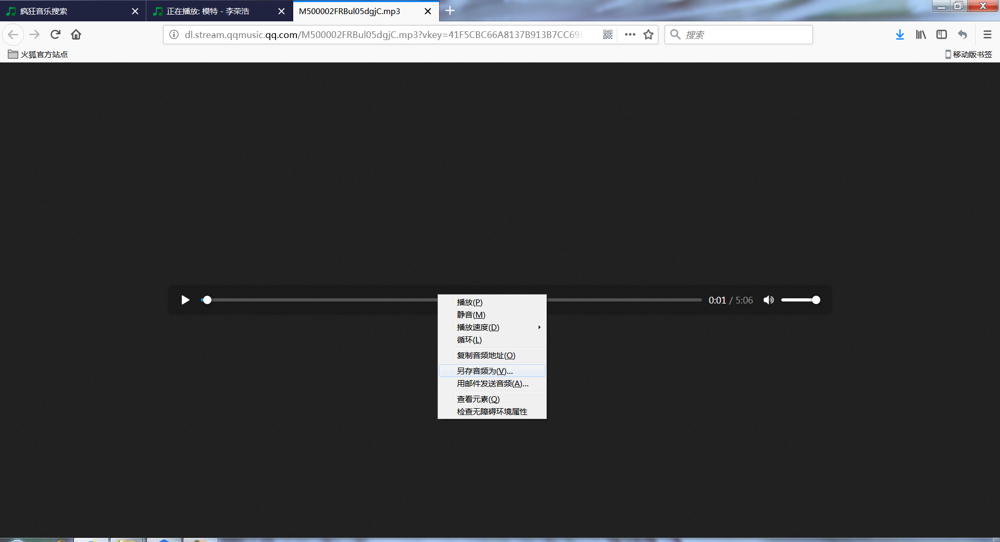 疯狂音乐搜索
正在播放: 模特 - 李荣浩
M500002FRBul05dgjC.mp3
dl.stream.qqmusic.qq.com/M500002FRBul05dgjC.mp3?vkey=41F5CBC66A8137B913B7CC69
搜索
火狐官方站点
移动版书签
0:01 / 5:06
播放(P)
静音(M)
播放速度(D)
循环(L)
复制音频地址(O)
另存音频为(V)...
用邮件发送音频(A)...
查看元素(Q)
检查无障碍环境属性